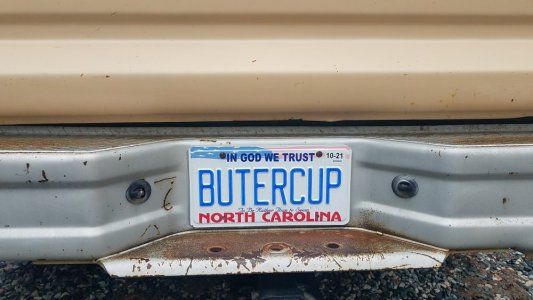 IN GOD WE TRUST 10-21
BUTERCUP
NORTH CAROLINA